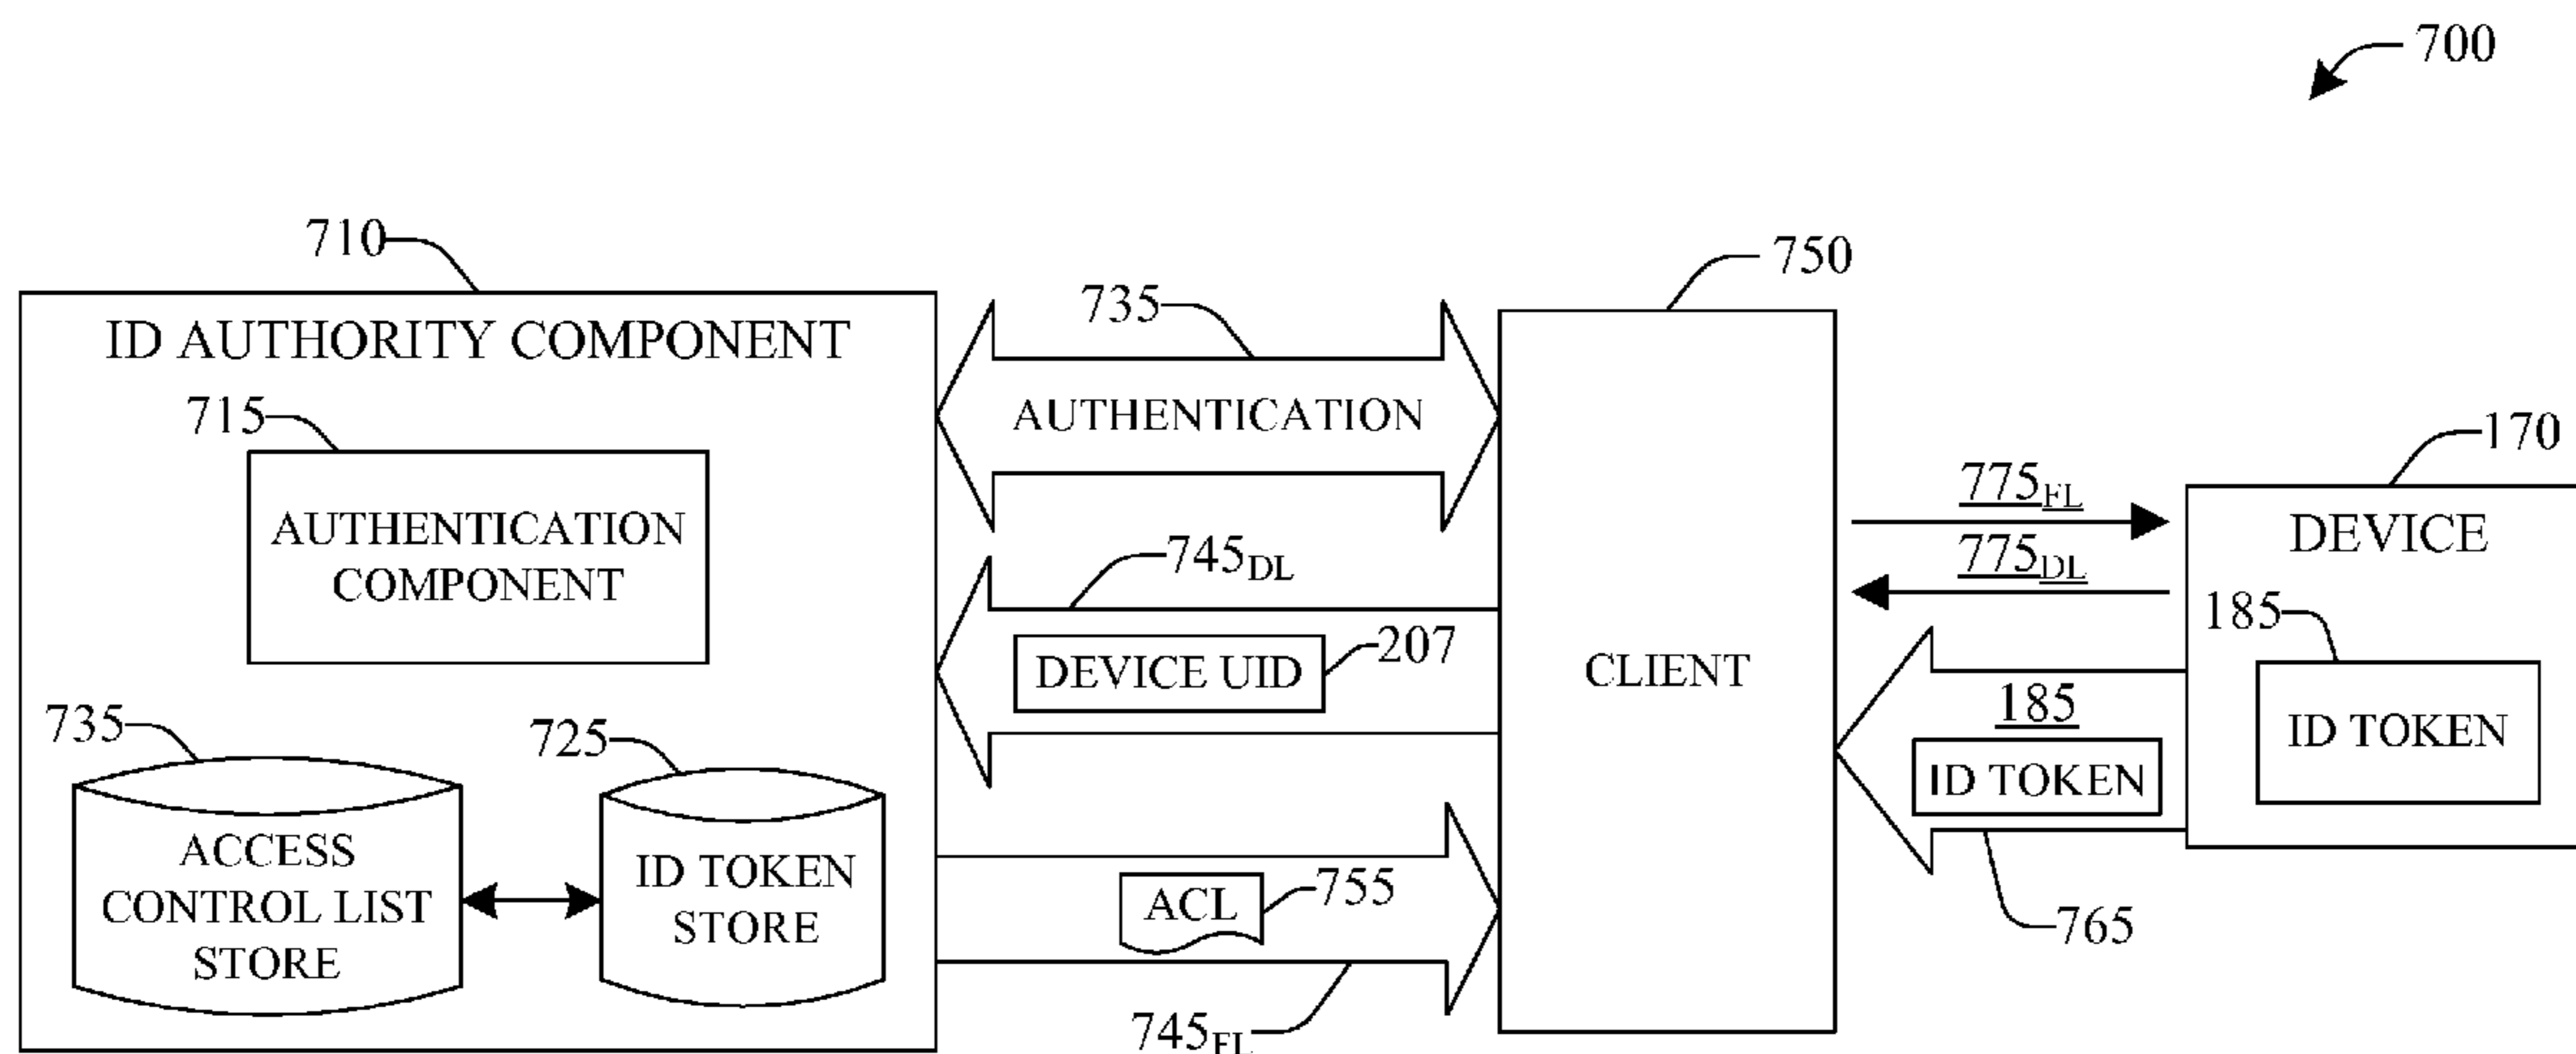 700
710
ID AUTHORITY COMPONENT
715
AUTHENTICATION
COMPONENT
735
ACCESS
CONTROL LIST
STORE
725
ID TOKEN
STORE
735
AUTHENTICATION
745DL
DEVICE UID
207
ACL
755
745FL
750
CLIENT
775FL
775DL
170
DEVICE
185
ID TOKEN
185
ID TOKEN
765